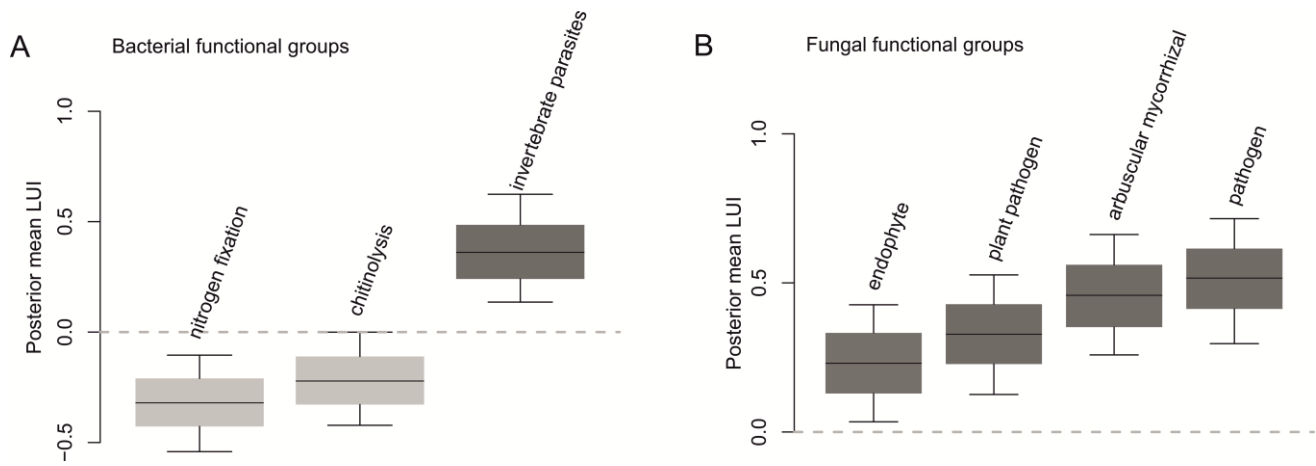 A
Bacterial functional groups
Posterior mean LUI
1.0
0.5
0.0
−0.5
nitrogen fixation
chitinolysis
invertebrate parasites
B
Fungal functional groups
Posterior mean LUI
1.0
0.5
0.0
endophyte
plant pathogen
arbuscular mycorrhizal
pathogen